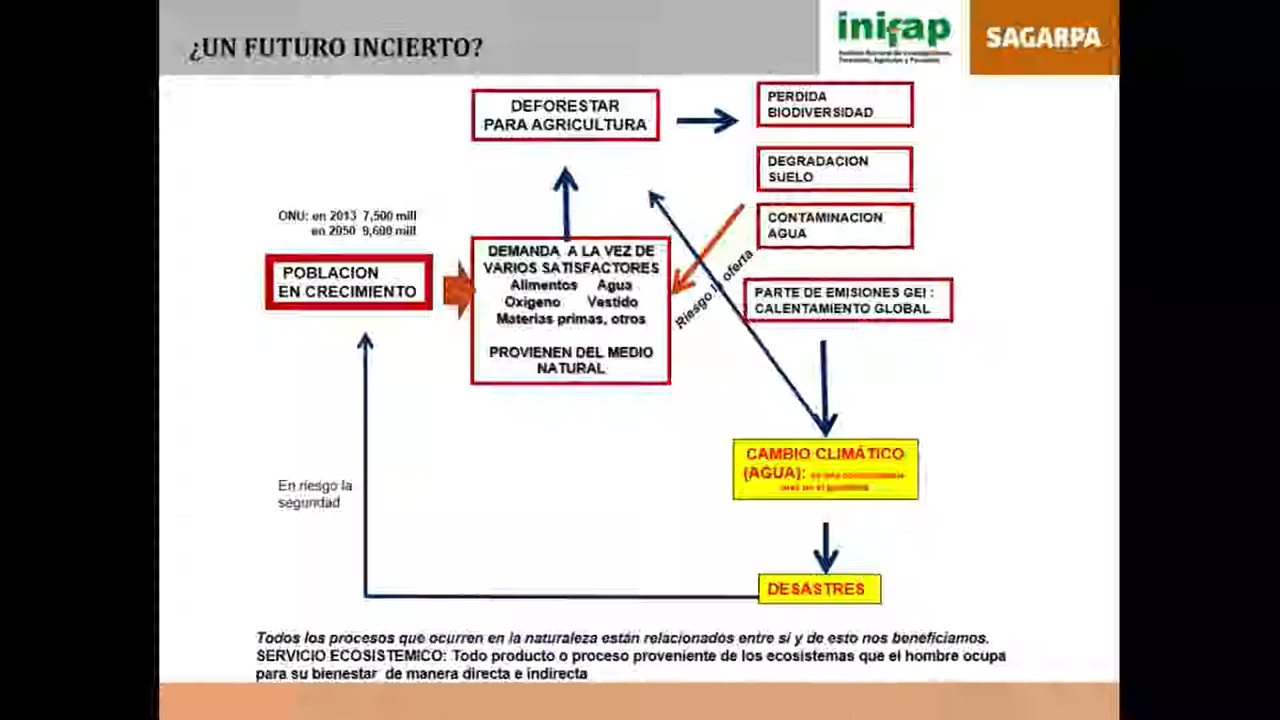 ¿UN FUTURO INCIERTO?
inifap
SAGARPA
DEFORESTAR
PARA AGRICULTURA
PERDIDA
BIODIVERSIDAD
DEGRADACION
SUELO
CONTAMINACION
AGUA
ONU: en 2013 7,500 mill
en 2050 9,600 mill
POBLACION
EN CRECIMIENTO
DEMANDA A LA VEZ DE
VARIOS SATISFACTORES
Alimentos Agua
Oxigeno Vestido
Materias primas, otros
PROVIENEN DEL MEDIO
NATURAL
Riesgo la oferta
PARTE DE EMISIONES GEI :
CALENTAMIENTO GLOBAL
CAMBIO CLIMÁTICO
(AGUA):
En riesgo la
seguridad
DESASTRES
Todos los procesos que ocurren en la naturaleza están relacionados entre sí y de esto nos beneficiamos.
SERVICIO ECOSISTEMICO: Todo producto o proceso proveniente de los ecosistemas que el hombre ocupa
para su bienestar de manera directa e indirecta